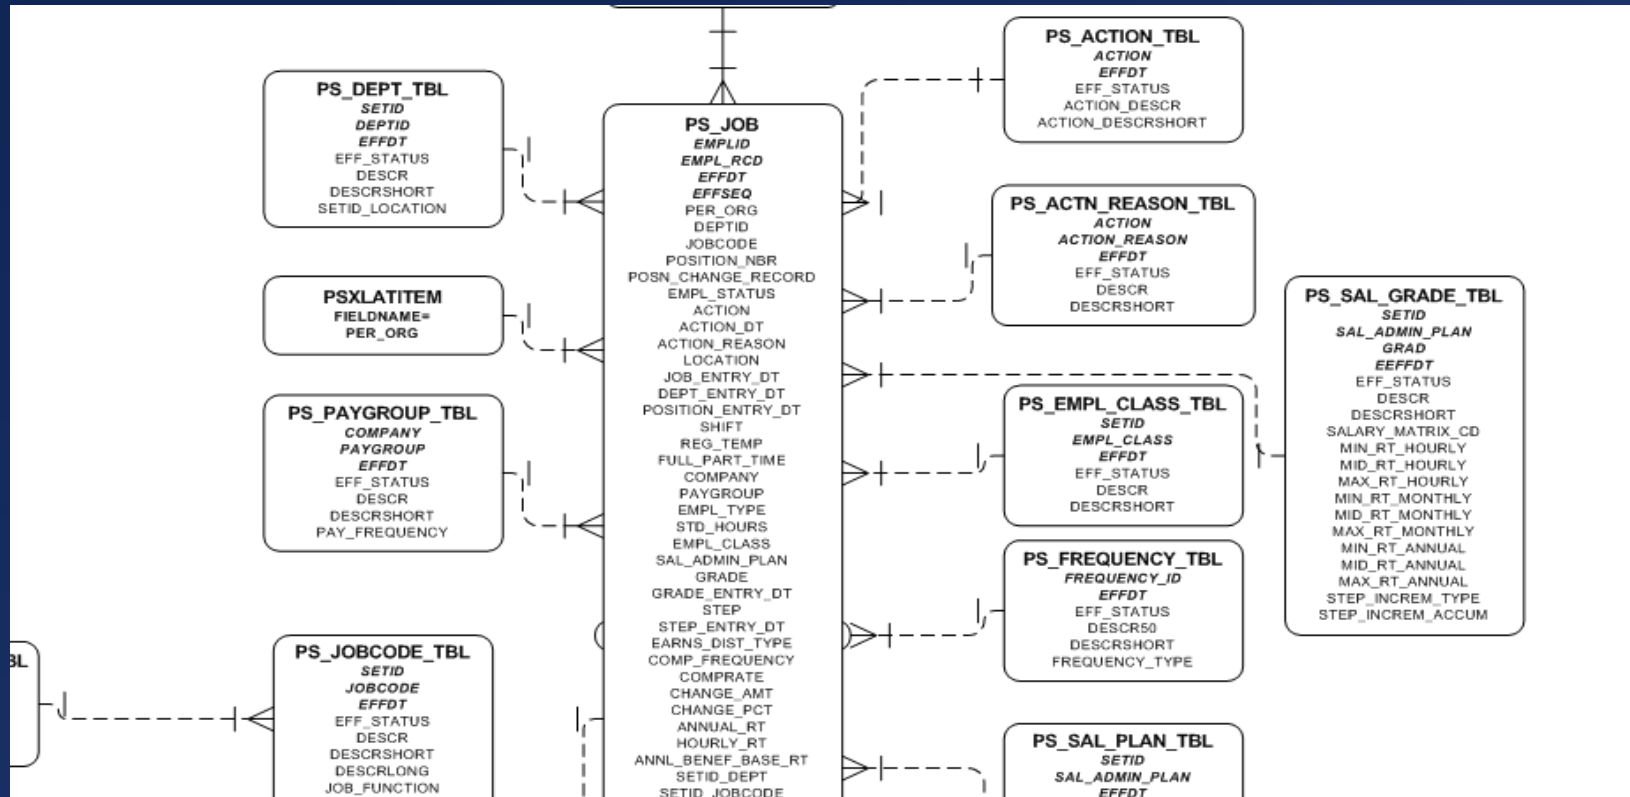 PS_ACTION_TBL
ACTION
EFFDT
EFF_STATUS
ACTION_DESCR
ACTION_DESCRSHORT
PS_DEPT_TBL
SETID
DEPTID
EFFDT
EFF_STATUS
DESCR
DESCRSHORT
SETID_LOCATION
PS_JOB
EMPLID
EMPL_RCD
EFFDT
EFFSEQ
PER_ORG
DEPTID
JOBCODE
POSITION_NBR
POSN_CHANGE_RECORD
EMPL_STATUS
ACTION
ACTION_DT
ACTION_REASON
LOCATION
JOB_ENTRY_DT
DEPT_ENTRY_DT
POSITION_ENTRY_DT
SHIFT
REG_TEMP
FULL_PART_TIME
COMPANY
PAYGROUP
EMPL_TYPE
STD_HOURS
EMPL_CLASS
SAL_ADMIN_PLAN
GRADE
GRADE_ENTRY_DT
STEP
STEP_ENTRY_DT
EARNS_DIST_TYPE
COMP_FREQUENCY
COMPRATE
CHANGE_AMT
CHANGE_PCT
ANNUAL_RT
HOURLY_RT
ANNL_BENEF_BASE_RT
SETID_DEPT
SETID_JOBCODE
PS_ACTN_REASON_TBL
ACTION
ACTION_REASON
EFFDT
EFF_STATUS
DESCR
DESCRSHORT
PSXLATITEM
FIELDNAME=
PER_ORG
PS_SAL_GRADE_TBL
SETID
SAL_ADMIN_PLAN
GRAD
EEFFDT
EFF_STATUS
DESCR
DESCRSHORT
SALARY_MATRIX_CD
MIN_RT_HOURLY
MID_RT_HOURLY
MAX_RT_HOURLY
MIN_RT_MONTHLY
MID_RT_MONTHLY
MAX_RT_MONTHLY
MIN_RT_ANNUAL
MID_RT_ANNUAL
MAX_RT_ANNUAL
STEP_INCREM_TYPE
STEP_INCREM_ACCUM
PS_PAYGROUP_TBL
COMPANY
PAYGROUP
EFFDT
EFF_STATUS
DESCR
DESCRSHORT
PAY_FREQUENCY
PS_EMPL_CLASS_TBL
SETID
EMPL_CLASS
EFFDT
EFF_STATUS
DESCR
DESCRSHORT
PS_FREQUENCY_TBL
FREQUENCY_ID
EFFDT
EFF_STATUS
DESCR50
DESCRSHORT
FREQUENCY_TYPE
BL
PS_JOBCODE_TBL
SETID
JOBCODE
EFFDT
EFF_STATUS
DESCR
DESCRSHORT
DESCRLONG
JOB_FUNCTION
PS_SAL_PLAN_TBL
SETID
SAL_ADMIN_PLAN
EFFDT